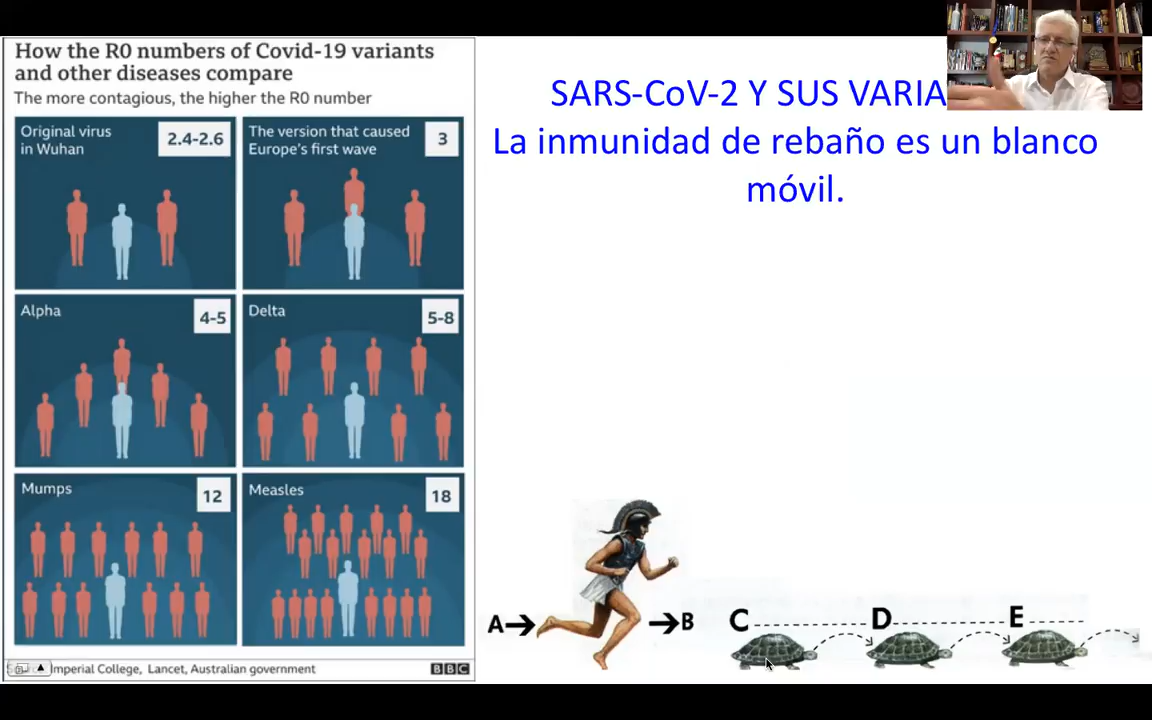 How the R0 numbers of Covid-19 variants
and other diseases compare
The more contagious, the higher the R0 number
Original virus
in Wuhan
2.4-2.6
The version that caused
Europe's first wave
3
Alpha
4-5
Delta
5-8
Mumps
12
Measles
18
Imperial College, Lancet, Australian government
BBC
SARS-CoV-2 Y SUS
La inmunidad de rebaño es un blanco
móvil.
A
B
C
D
E